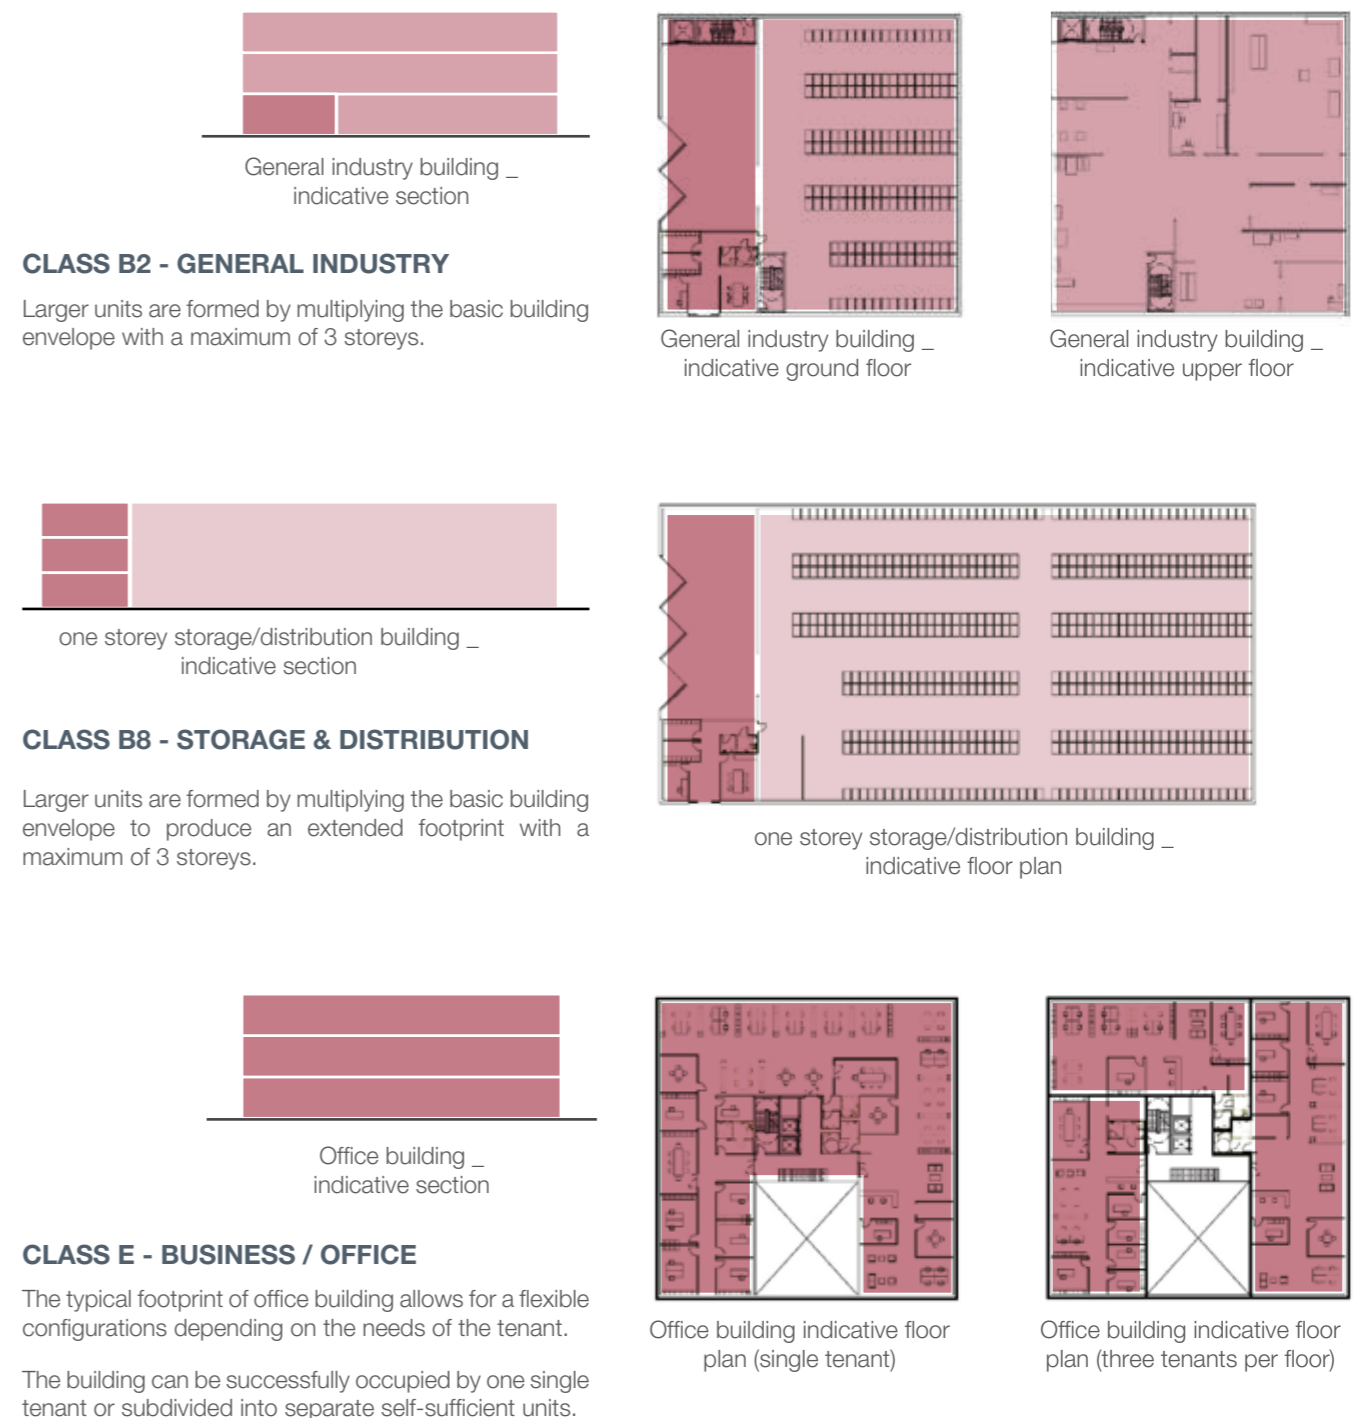 General industry building _
indicative section
CLASS B2 - GENERAL INDUSTRY
Larger units are formed by multiplying the basic building
envelope with a maximum of 3 storeys.
General industry building _
indicative ground floor
General industry building _
indicative upper floor
one storey storage/distribution building _
indicative section
CLASS B8 - STORAGE & DISTRIBUTION
Larger units are formed by multiplying the basic building
envelope to produce an extended footprint with a
maximum of 3 storeys.
one storey storage/distribution building _
indicative floor plan
Office building _
indicative section
CLASS E - BUSINESS / OFFICE
The typical footprint of office building allows for a flexible
configurations depending on the needs of the tenant.
The building can be successfully occupied by one single
tenant or subdivided into separate self-sufficient units.
Office building indicative floor
plan (single tenant)
Office building indicative floor
plan (three tenants per floor)